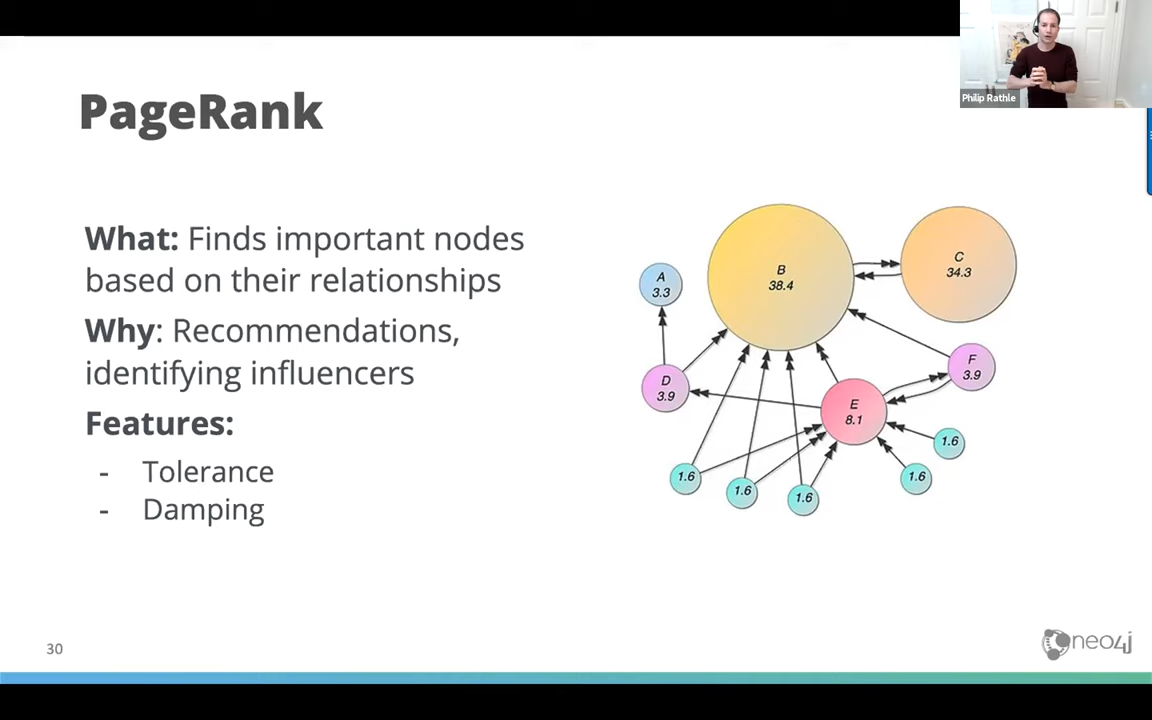 Philip Rathle
PageRank
What: Finds important nodes
based on their relationships
Why: Recommendations,
identifying influencers
Features:
- Tolerance
- Damping
A
3.3
B
38.4
C
34.3
D
3.9
E
8.1
F
3.9
1.6
1.6
1.6
1.6
1.6
30
neo4j